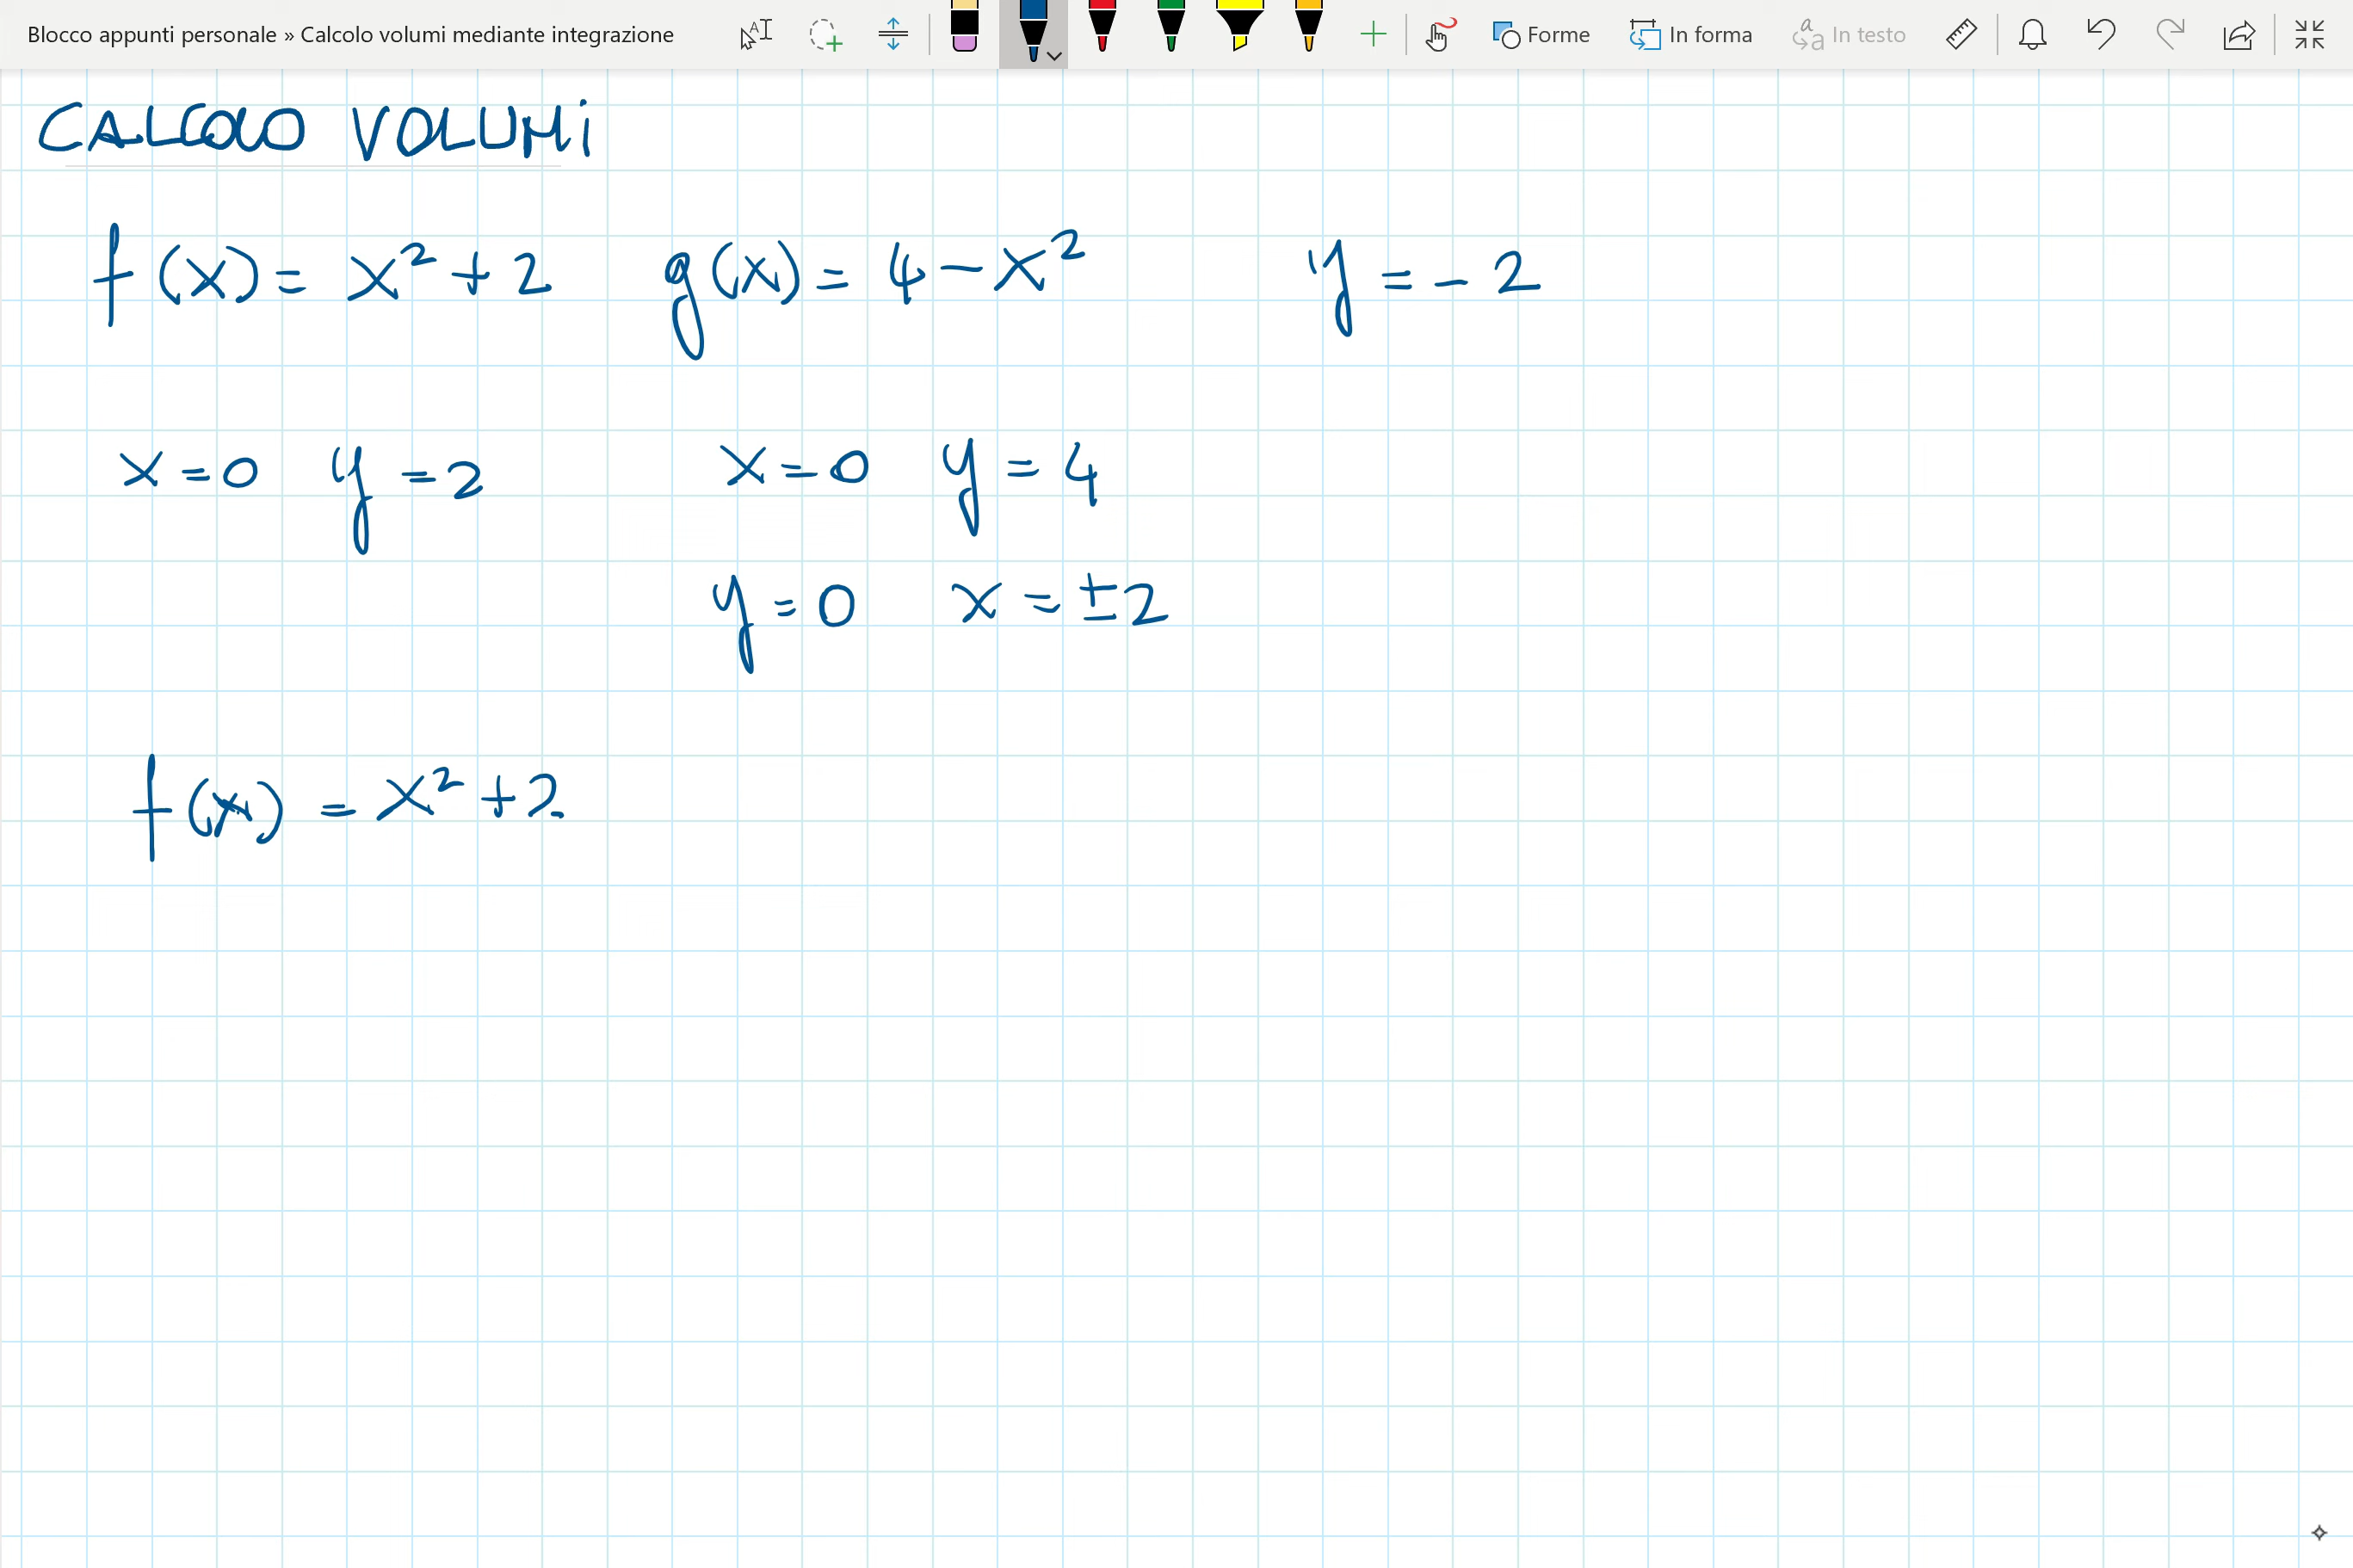 Blocco appunti personale » Calcolo volumi mediante integrazione Forme In forma In testo
CALCOLO VOLUMi
f(x) = x² + 2 g(x) = 4 - x² y = -2
x = 0 y = 2 x = 0 y = 4
y = 0 x = ±2
f(x) = x² + 2